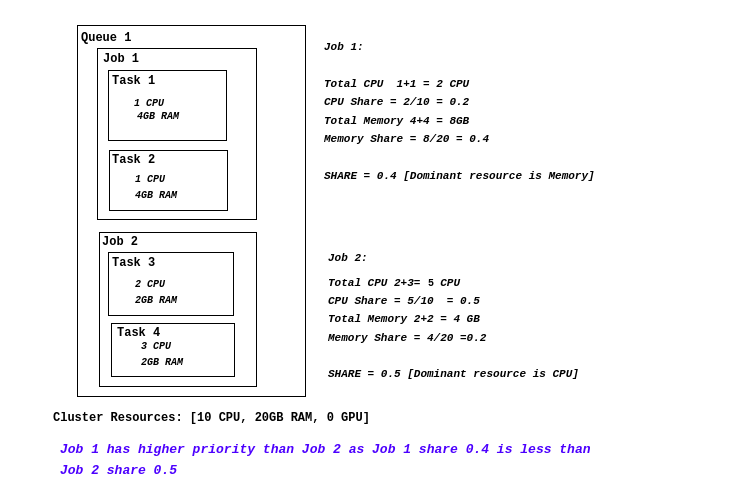 Queue 1
Job 1
Task 1
1 CPU
4GB RAM
Task 2
1 CPU
4GB RAM
Job 1:
Total CPU  1+1 = 2 CPU
CPU Share = 2/10 = 0.2
Total Memory 4+4 = 8GB
Memory Share = 8/20 = 0.4
SHARE = 0.4 [Dominant resource is Memory]
Job 2
Task 3
2 CPU
2GB RAM
Task 4
3 CPU
2GB RAM
Job 2:
Total CPU 2+3= 5 CPU
CPU Share = 5/10  = 0.5
Total Memory 2+2 = 4 GB
Memory Share = 4/20 =0.2
SHARE = 0.5 [Dominant resource is CPU]
Cluster Resources: [10 CPU, 20GB RAM, 0 GPU]
Job 1 has higher priority than Job 2 as Job 1 share 0.4 is less than
Job 2 share 0.5